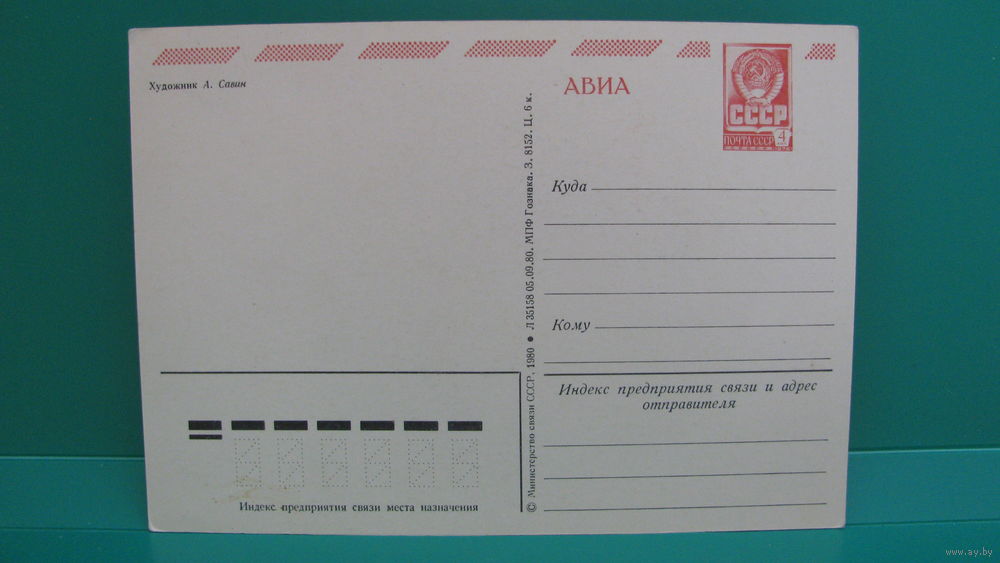 Художник А. Савин
АВИА
СССР
ПОЧТА СССР
4
Куда
Кому
Индекс предприятия связи и адрес
отправителя
© Министерство связи СССР, 1980 ● Л 35158 05.09.80. МПФ Гознака. З. 8152. Ц. 6 к.
Индекс предприятия связи места назначения
www.ay.by